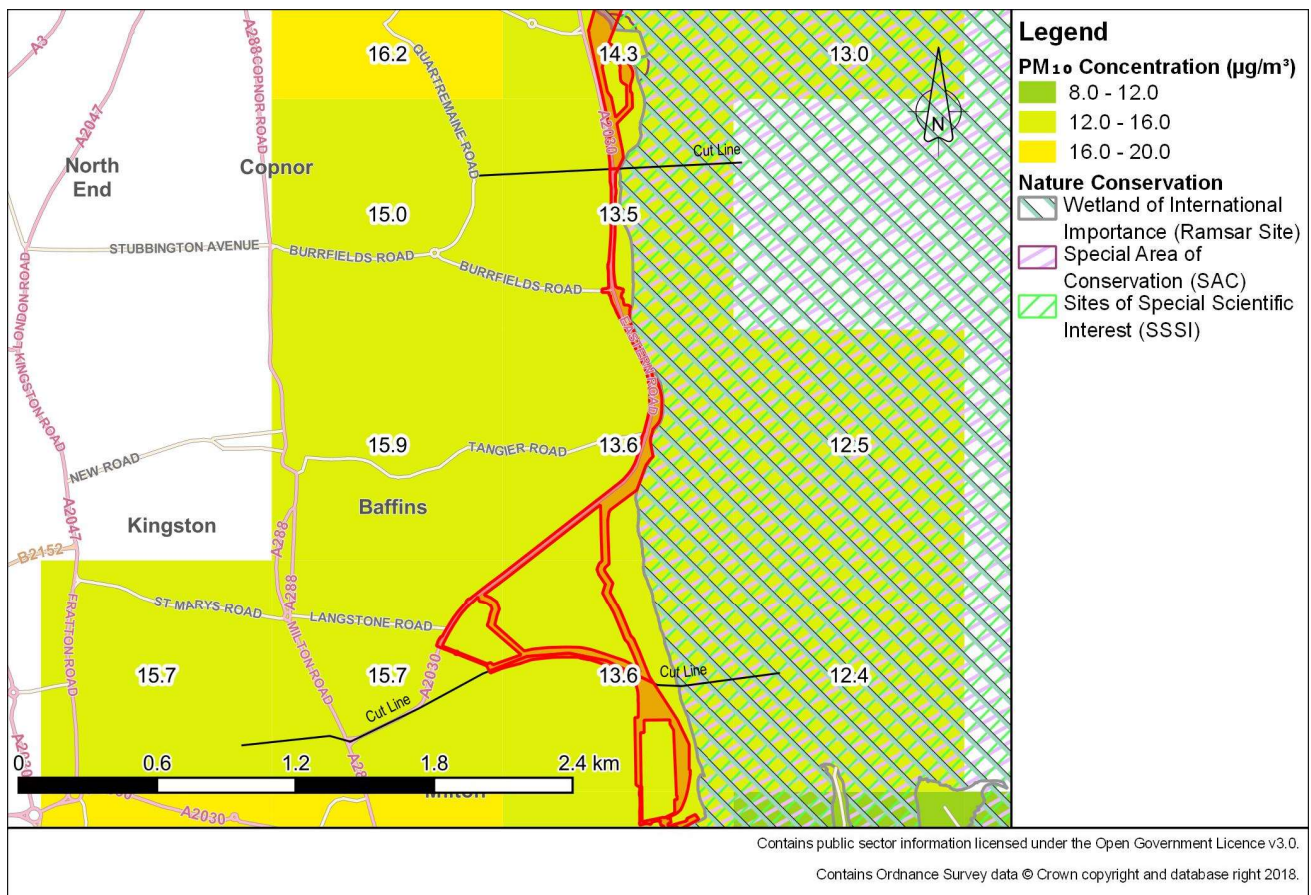 16.2
14.3
13.0
A3
A288
COPNOR ROAD
QUARTREMAINE ROAD
A2047
A2030
N
Cut Line
North
End
Copnor
15.0
13.5
STUBBINGTON AVENUE
BURRFIELDS ROAD
BURRFIELDS ROAD
LONDON ROAD
EASTERN ROAD
KINGSTON ROAD
15.9
TANGIER ROAD
13.6
12.5
NEW ROAD
Baffins
A2047
Kingston
A288
B2152
A288
FRATTON ROAD
ST MARYS ROAD
LANGSTONE ROAD
MILTON ROAD
15.7
15.7
A2030
13.6
Cut Line
12.4
Cut Line
A2030
0
0.6
1.2
1.8
2.4 km
Milton
A2030
Legend
PM₁₀ Concentration (µg/m³)
8.0 - 12.0
12.0 - 16.0
16.0 - 20.0
Nature Conservation
Wetland of International
Importance (Ramsar Site)
Special Area of
Conservation (SAC)
Sites of Special Scientific
Interest (SSSI)
Contains public sector information licensed under the Open Government Licence v3.0.
Contains Ordnance Survey data © Crown copyright and database right 2018.